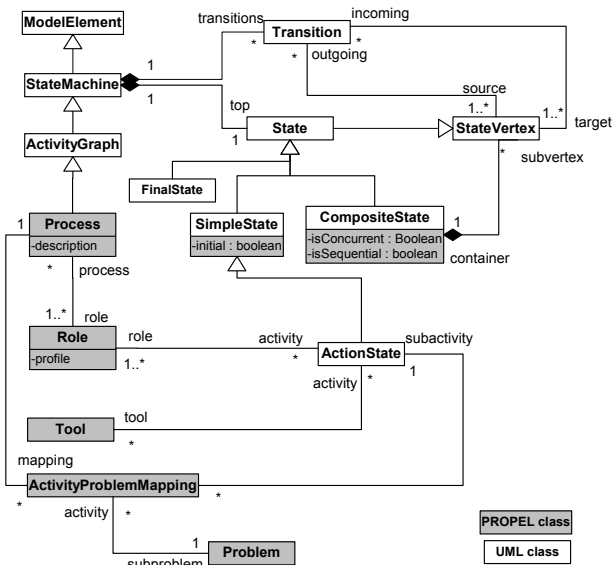 ModelElement
transitions
Transition
incoming
1
*
*
outgoing
*
StateMachine
1
source
top
1..*
1..*
target
1
State
StateVertex
ActivityGraph
*
subvertex
FinalState
SimpleState
-initial : boolean
CompositeState
-isConcurrent : Boolean
-isSequential : boolean
1
container
1
Process
-description
*
process
1..*
role
Role
-profile
role
1..*
activity
*
ActionState
subactivity
1
activity
*
Tool
tool
*
mapping
*
ActivityProblemMapping
*
activity
*
1
Problem
subproblem
PROPEL class
UML class